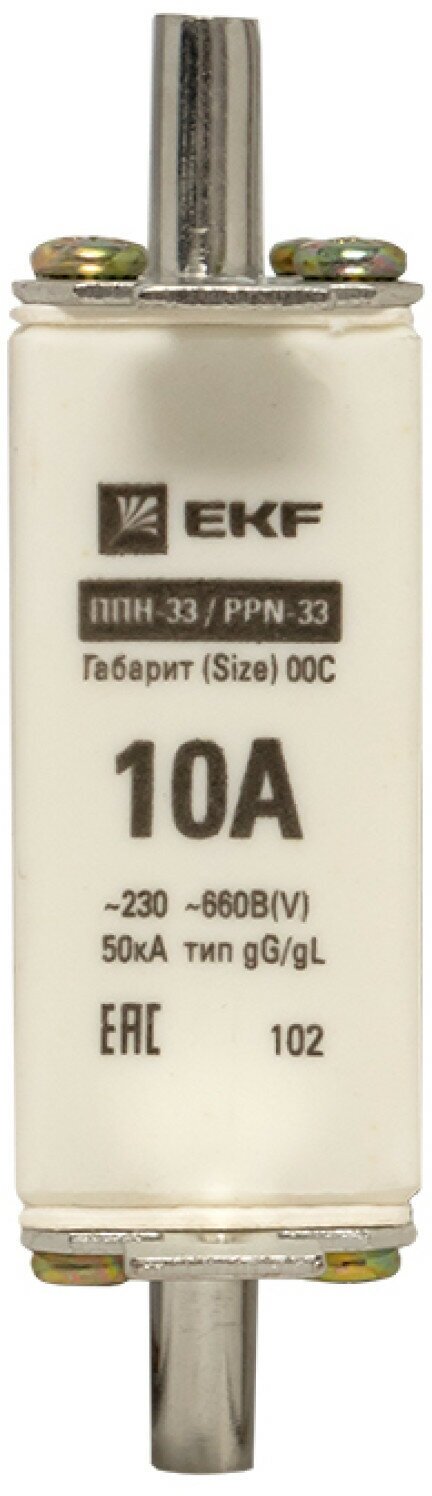 EKF
ППН-33 / PPN-33
Габарит (Size) 00C
10A
~230 ~660В(V)
50кА тип gG/gL
EAC 102